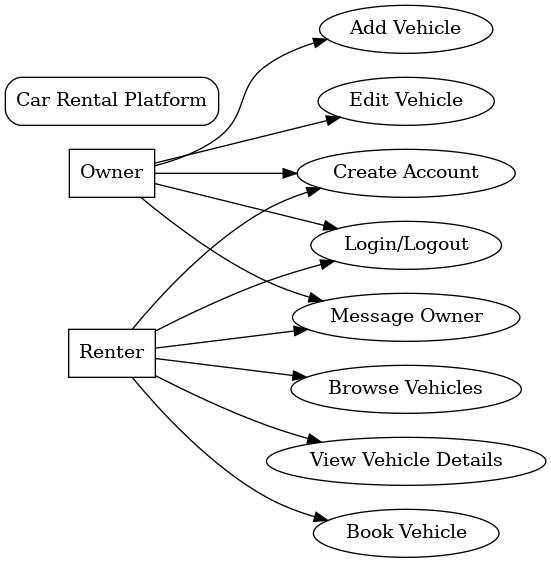 Add Vehicle
Car Rental Platform
Edit Vehicle
Owner
Create Account
Login/Logout
Message Owner
Renter
Browse Vehicles
View Vehicle Details
Book Vehicle